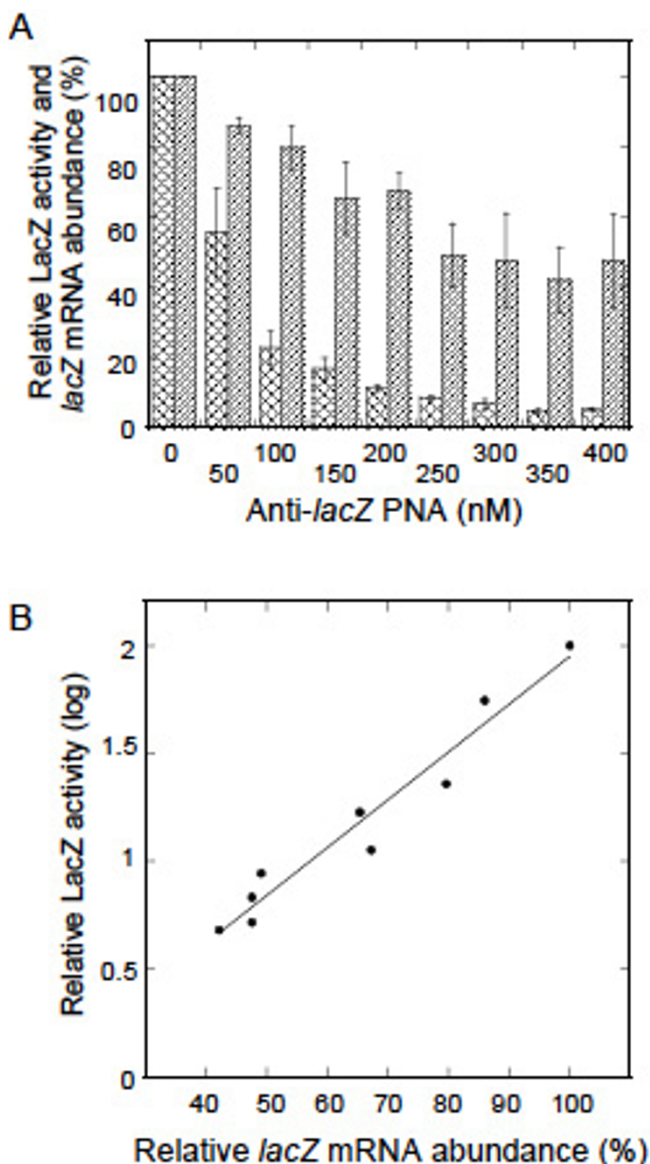 A
Relative LacZ activity and
lacZ mRNA abundance (%)
100
80
60
40
20
0
0 100 200 300 400
50 150 250 350
Anti-lacZ PNA (nM)
B
Relative LacZ activity (log)
2
1.5
1
0.5
0
40 50 60 70 80 90 100
Relative lacZ mRNA abundance (%)